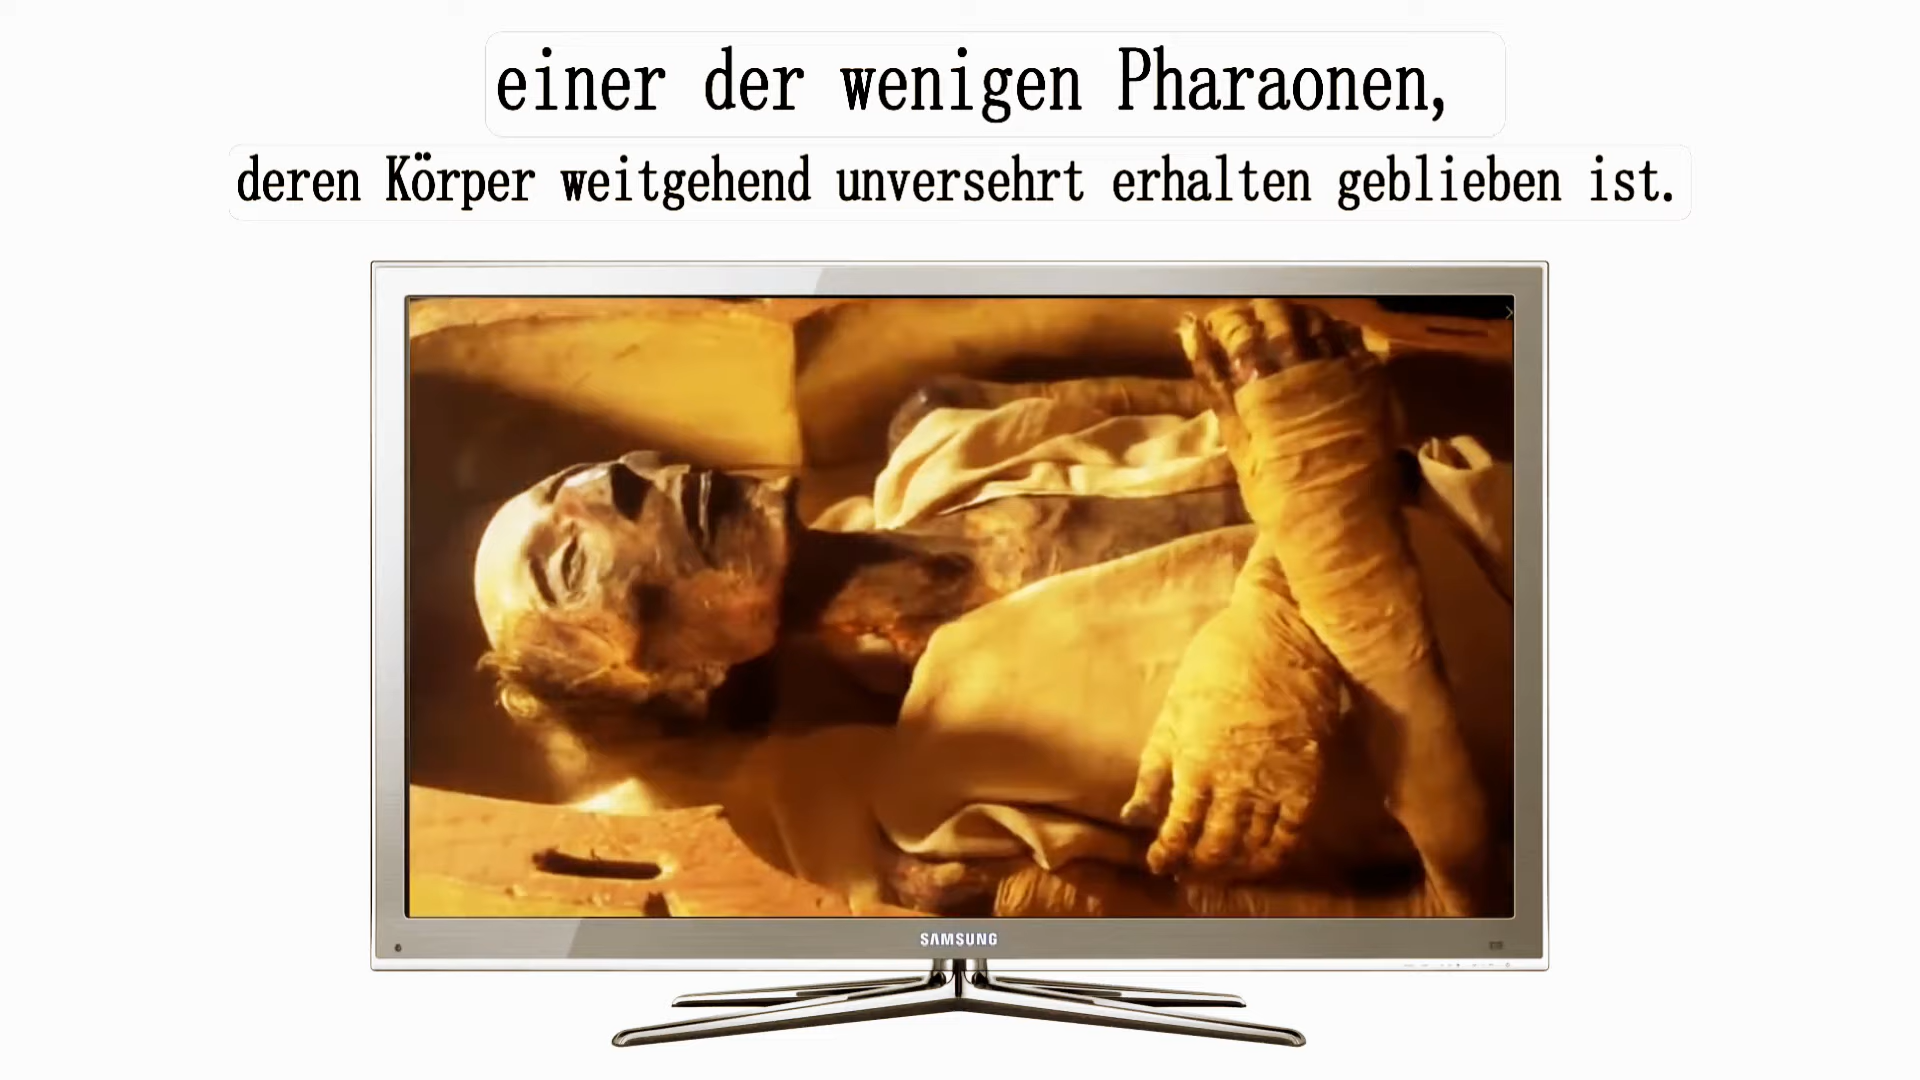 einer der wenigen Pharaonen,
deren Körper weitgehend unversehrt erhalten geblieben ist.
SAMSUNG